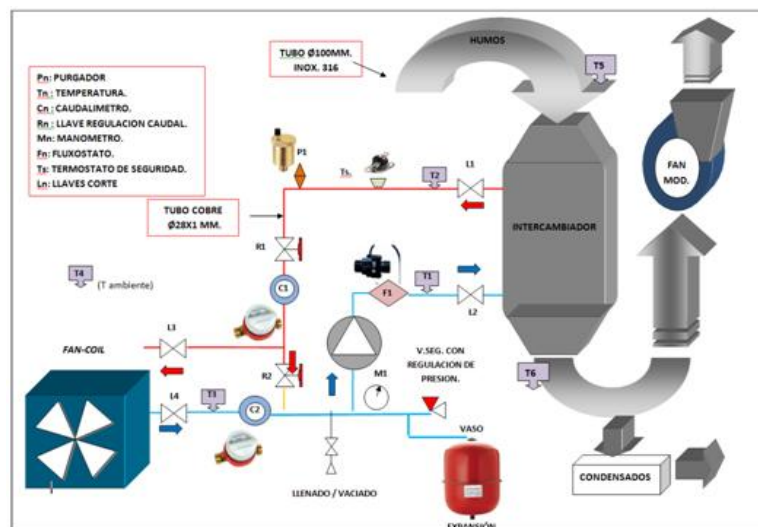 HUMOS
TUBO Ø100MM.
INOX. 316
T5
Pn: PURGADOR
Tn : TEMPERATURA.
Cn : CAUDALIMETRO.
Rn : LLAVE REGULACION CAUDAL.
Mn: MANOMETRO.
Fn: FLUXOSTATO.
Ts: TERMOSTATO DE SEGURIDAD.
Ln: LLAVES CORTE
P1
Ts.
T2
L1
FAN
MOD.
TUBO COBRE
Ø28X1 MM.
R1
INTERCAMBIADOR
T4
(T ambiente)
C1
F1
T1
L2
L3
FAN-COIL
R2
M1
V.SEG. CON
REGULACION DE
PRESION.
T6
L4
T3
C2
VASO
EXPANSIÓN
LLENADO / VACIADO
CONDENSADOS